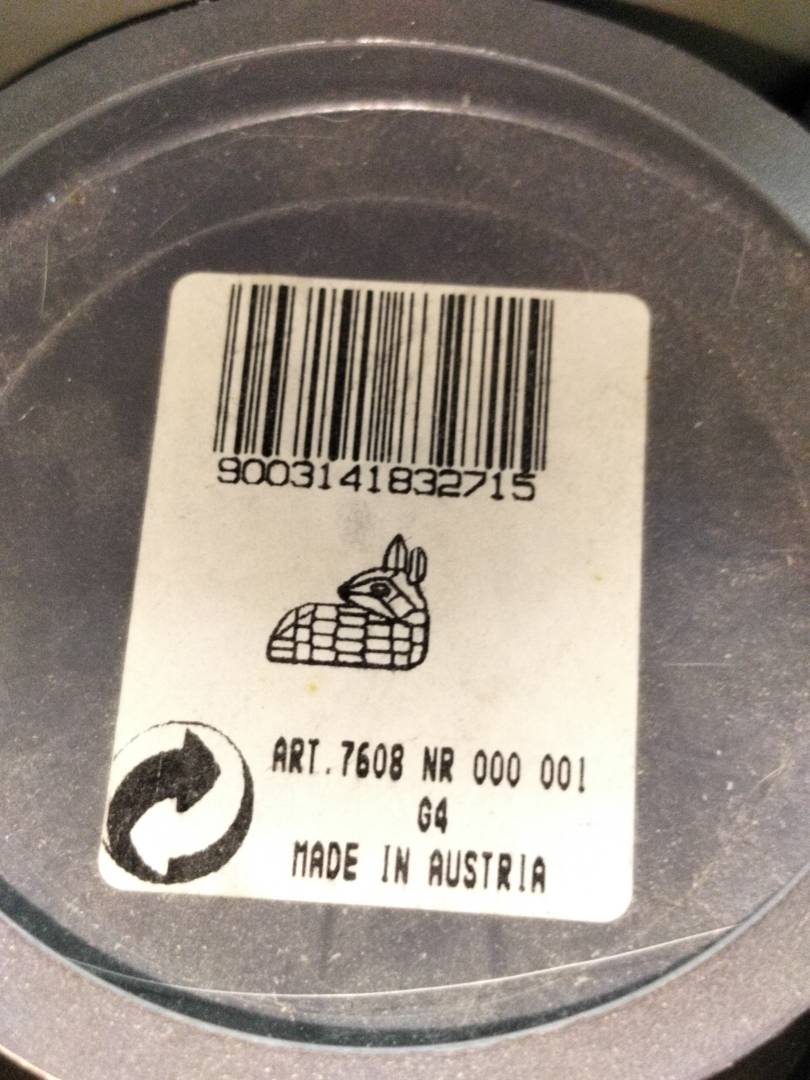 9003141832715
ART.7608 NR 000 001
G4
MADE IN AUSTRIA